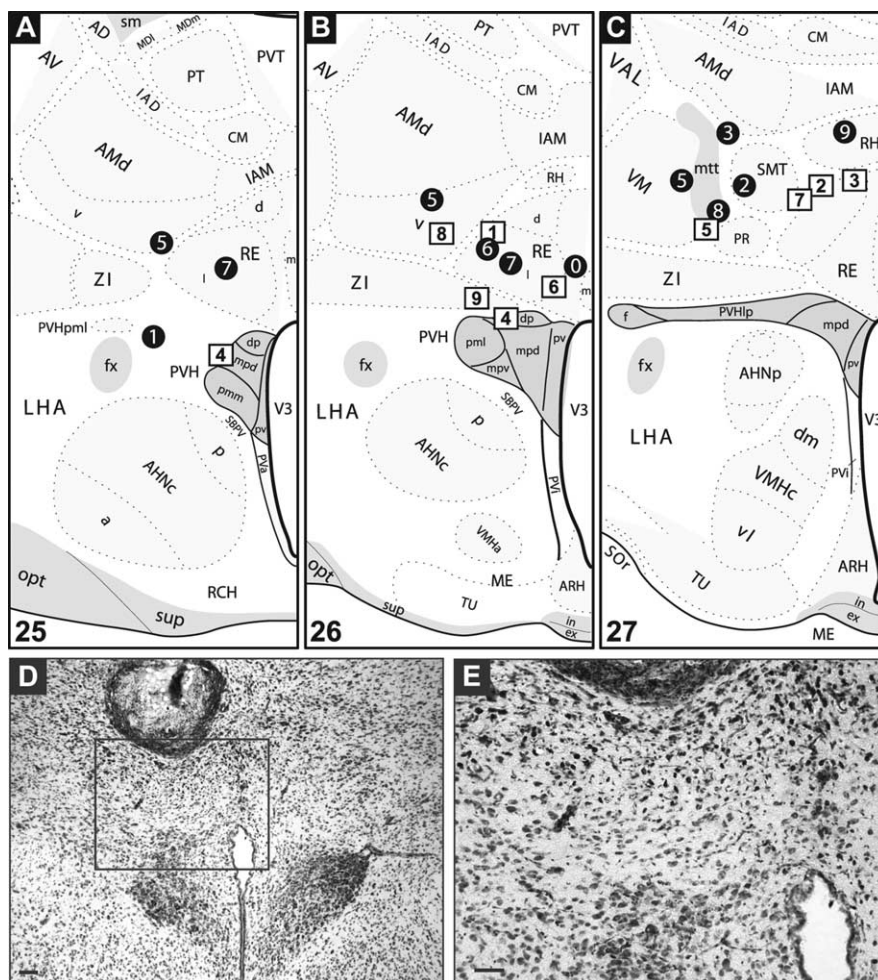 A
sm
AD
MDl
MDm
AV
PVT
PT
IAD
CM
AMd
IAM
v
d
5
RE
7
l
ZI
m
PVHpml
1
dp
4
mpd
fx
PVH
pmm
LHA
SBPV
pv
V3
p
PVa
AHNc
a
RCH
opt
sup
25
B
PT
PVT
IAD
AV
CM
AMd
IAM
RH
5
v
8
1
d
6
RE
7
0
l
ZI
6
m
9
4
dp
PVH
pml
pv
mpd
fx
mpv
LHA
SBPV
V3
p
AHNc
PVi
VMHa
opt
ME
ARH
TU
sup
in
ex
26
C
IAD
CM
VAL
AMd
IAM
3
9
RH
mtt
SMT
VM
5
2
2
3
7
8
5
PR
ZI
RE
f
PVHlp
mpd
fx
pv
AHNp
V3
LHA
dm
VMHc
PVi
vl
SOr
TU
ARH
in
ex
27
ME
D
E